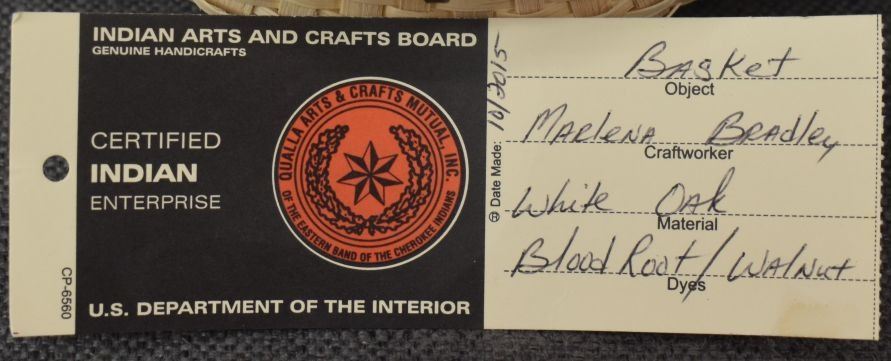 INDIAN ARTS AND CRAFTS BOARD
GENUINE HANDICRAFTS
CERTIFIED
INDIAN
ENTERPRISE
QUALLA ARTS & CRAFTS MUTUAL, INC.
OF THE EASTERN BAND OF THE CHEROKEE INDIANS
U.S. DEPARTMENT OF THE INTERIOR
CP-6560
Date Made: 10/2015
Basket
Object
Marlena Bradley
Craftworker
White Oak
Material
Blood Root / Walnut
Dyes